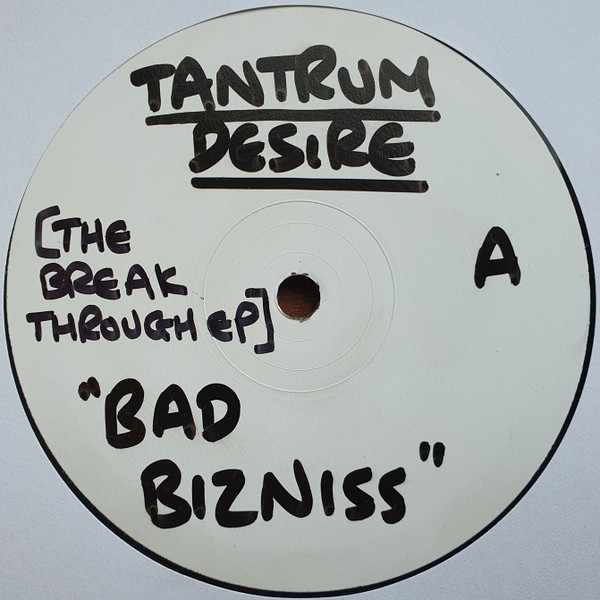 TANTRUM
DESiRE
[THE
BREAK
THROUGH EP]
A
"BAD
BIZNISS"